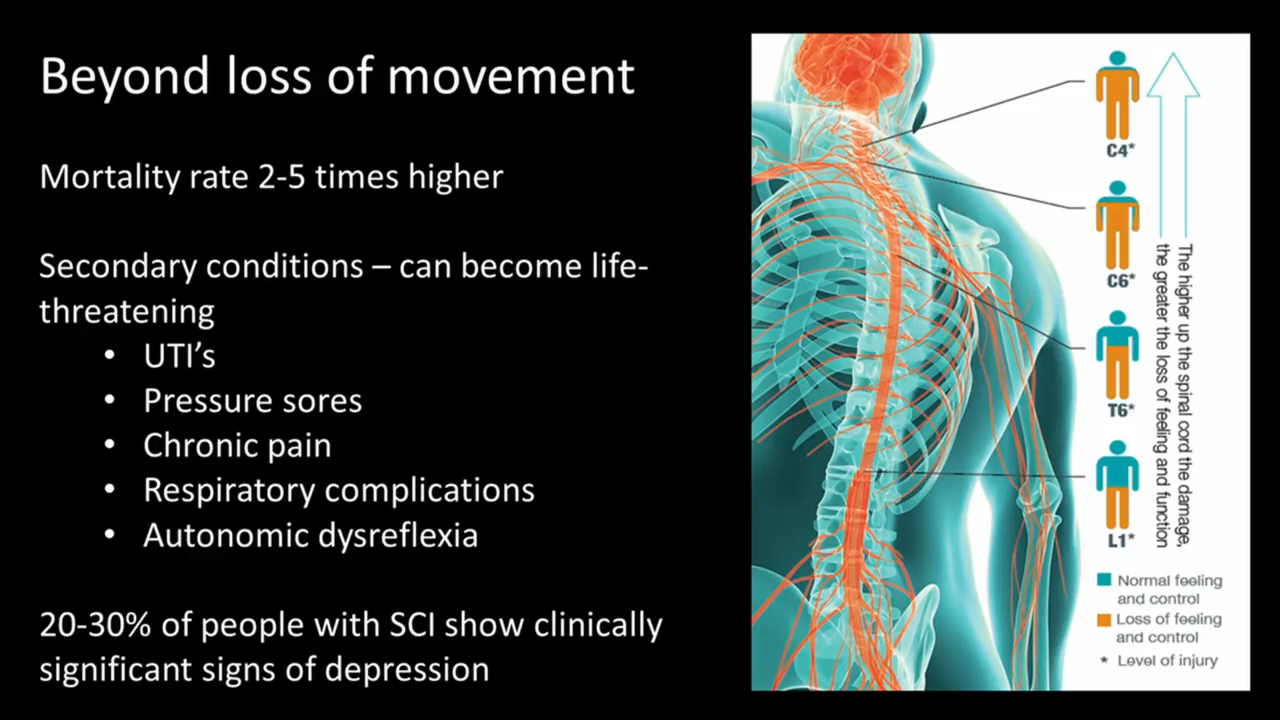 Beyond loss of movement
Mortality rate 2-5 times higher
Secondary conditions – can become life-
threatening
• UTI’s
• Pressure sores
• Chronic pain
• Respiratory complications
• Autonomic dysreflexia
20-30% of people with SCI show clinically
significant signs of depression
C4*
C6*
T6*
L1*
The higher up the spinal cord the damage,
the greater the loss of feeling and function
Normal feeling
and control
Loss of feeling
and control
* Level of injury